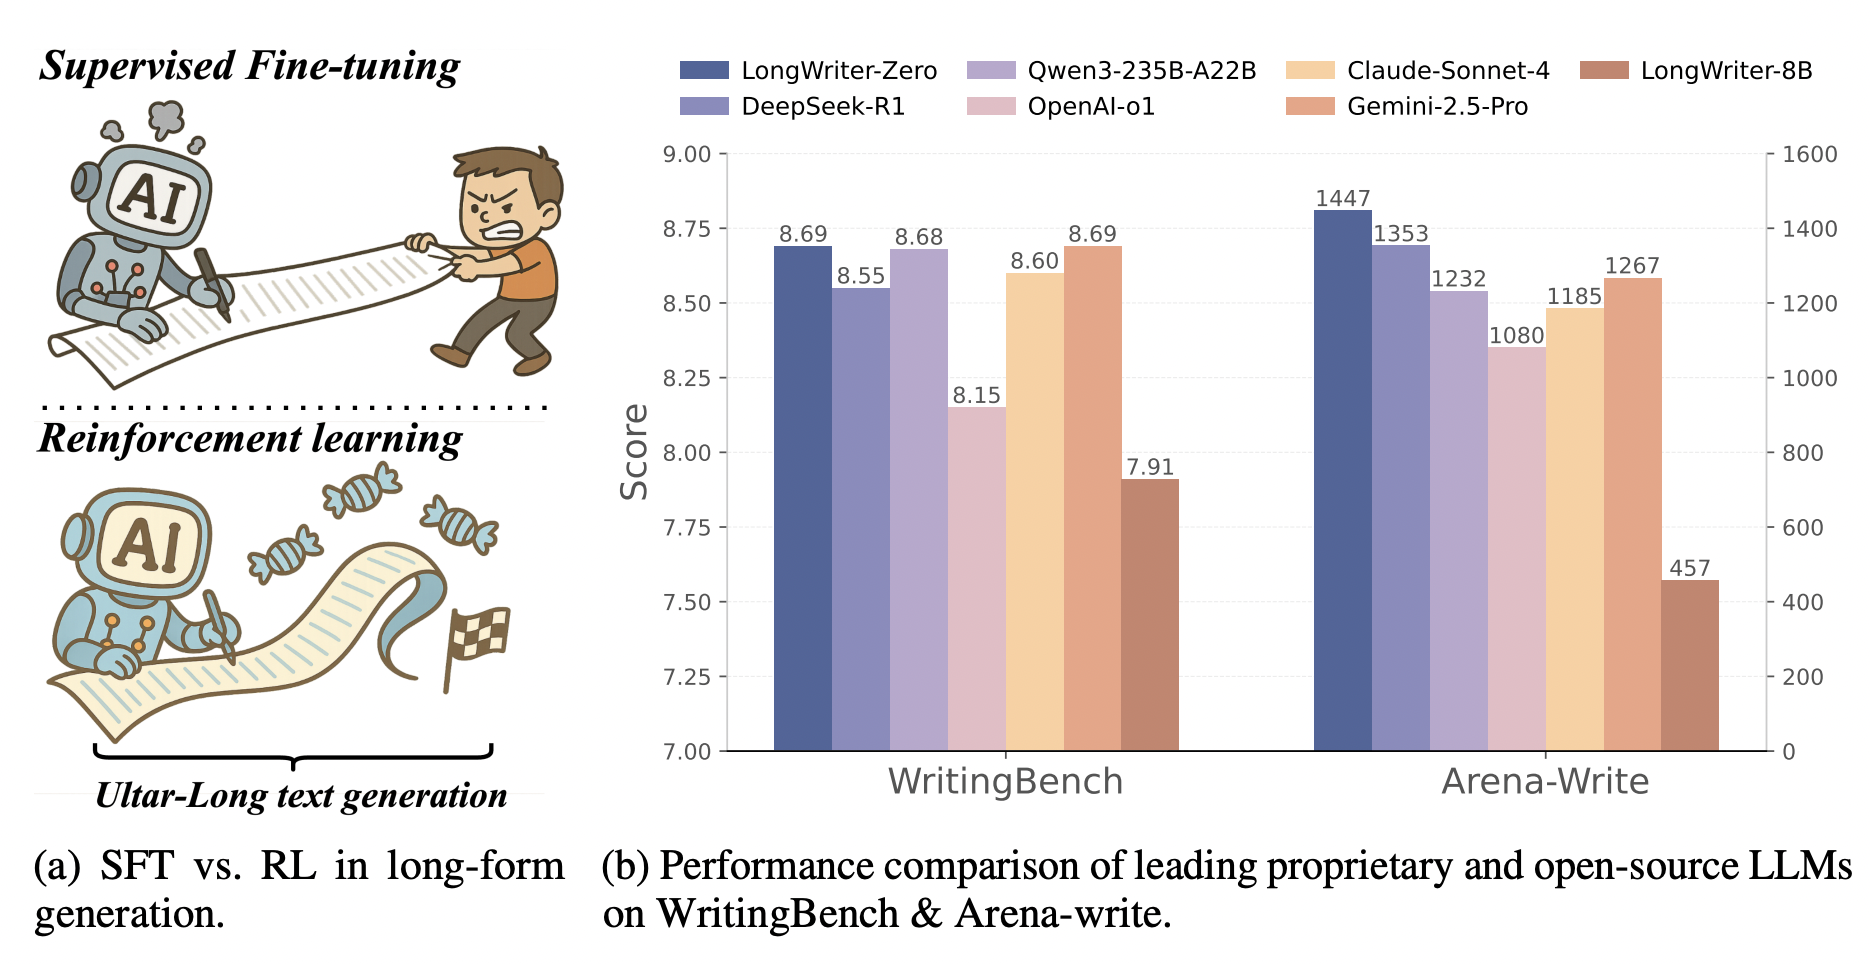 Supervised Fine-tuning
AI
Reinforcement learning
AI
Ultar-Long text generation
(a) SFT vs. RL in long-form
generation.
LongWriter-Zero Qwen3-235B-A22B Claude-Sonnet-4 LongWriter-8B
DeepSeek-R1 OpenAI-o1 Gemini-2.5-Pro
Score
9.00
8.75
8.50
8.25
8.00
7.75
7.50
7.25
7.00
8.69
8.55
8.68
8.15
8.60
8.69
7.91
1447
1353
1232
1080
1185
1267
457
1600
1400
1200
1000
800
600
400
200
0
WritingBench Arena-Write
(b) Performance comparison of leading proprietary and open-source LLMs
on WritingBench & Arena-write.